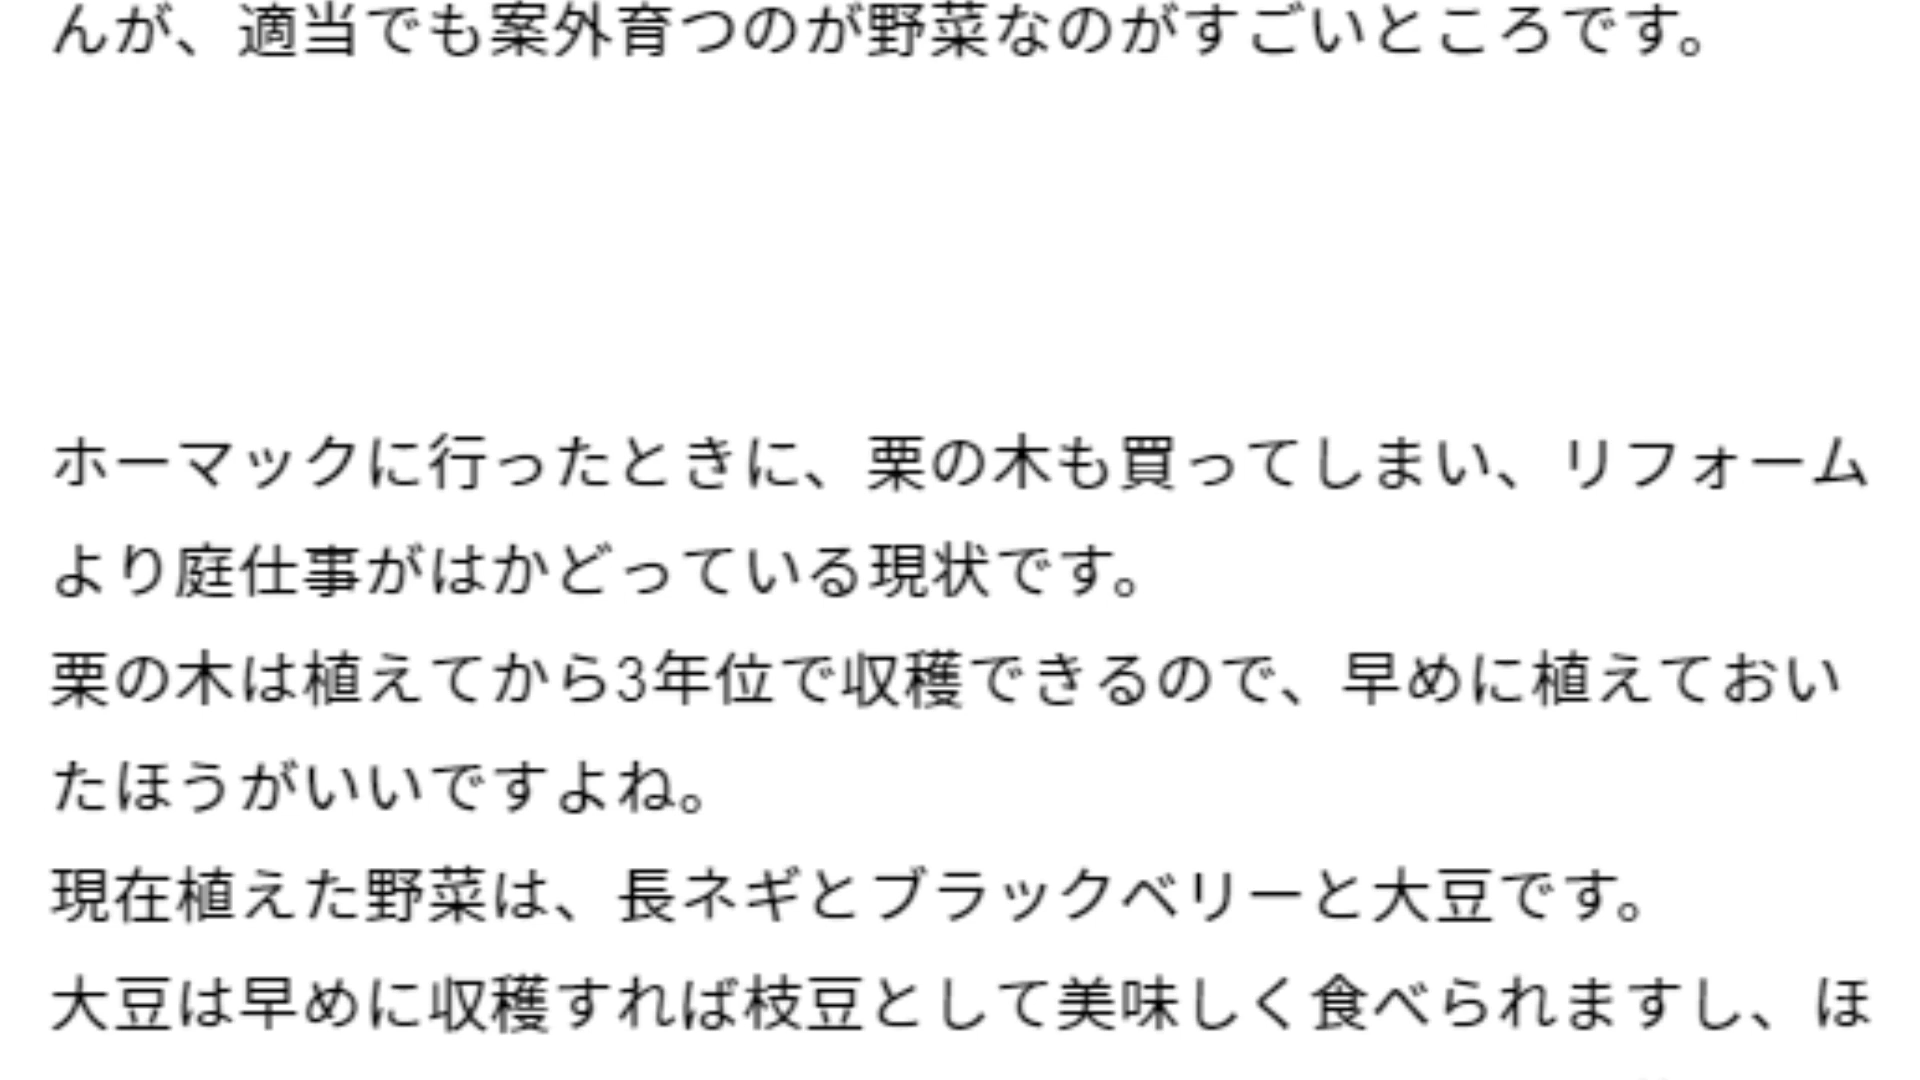 んが、適当でも案外育つのが野菜なのがすごいところです。
ホーマックに行ったときに、栗の木も買ってしまい、リフォーム
より庭仕事がはかどっている現状です。
栗の木は植えてから3年位で収穫できるので、早めに植えておい
たほうがいいですよね。
現在植えた野菜は、長ネギとブラックベリーと大豆です。
大豆は早めに収穫すれば枝豆として美味しく食べられますし、ほ